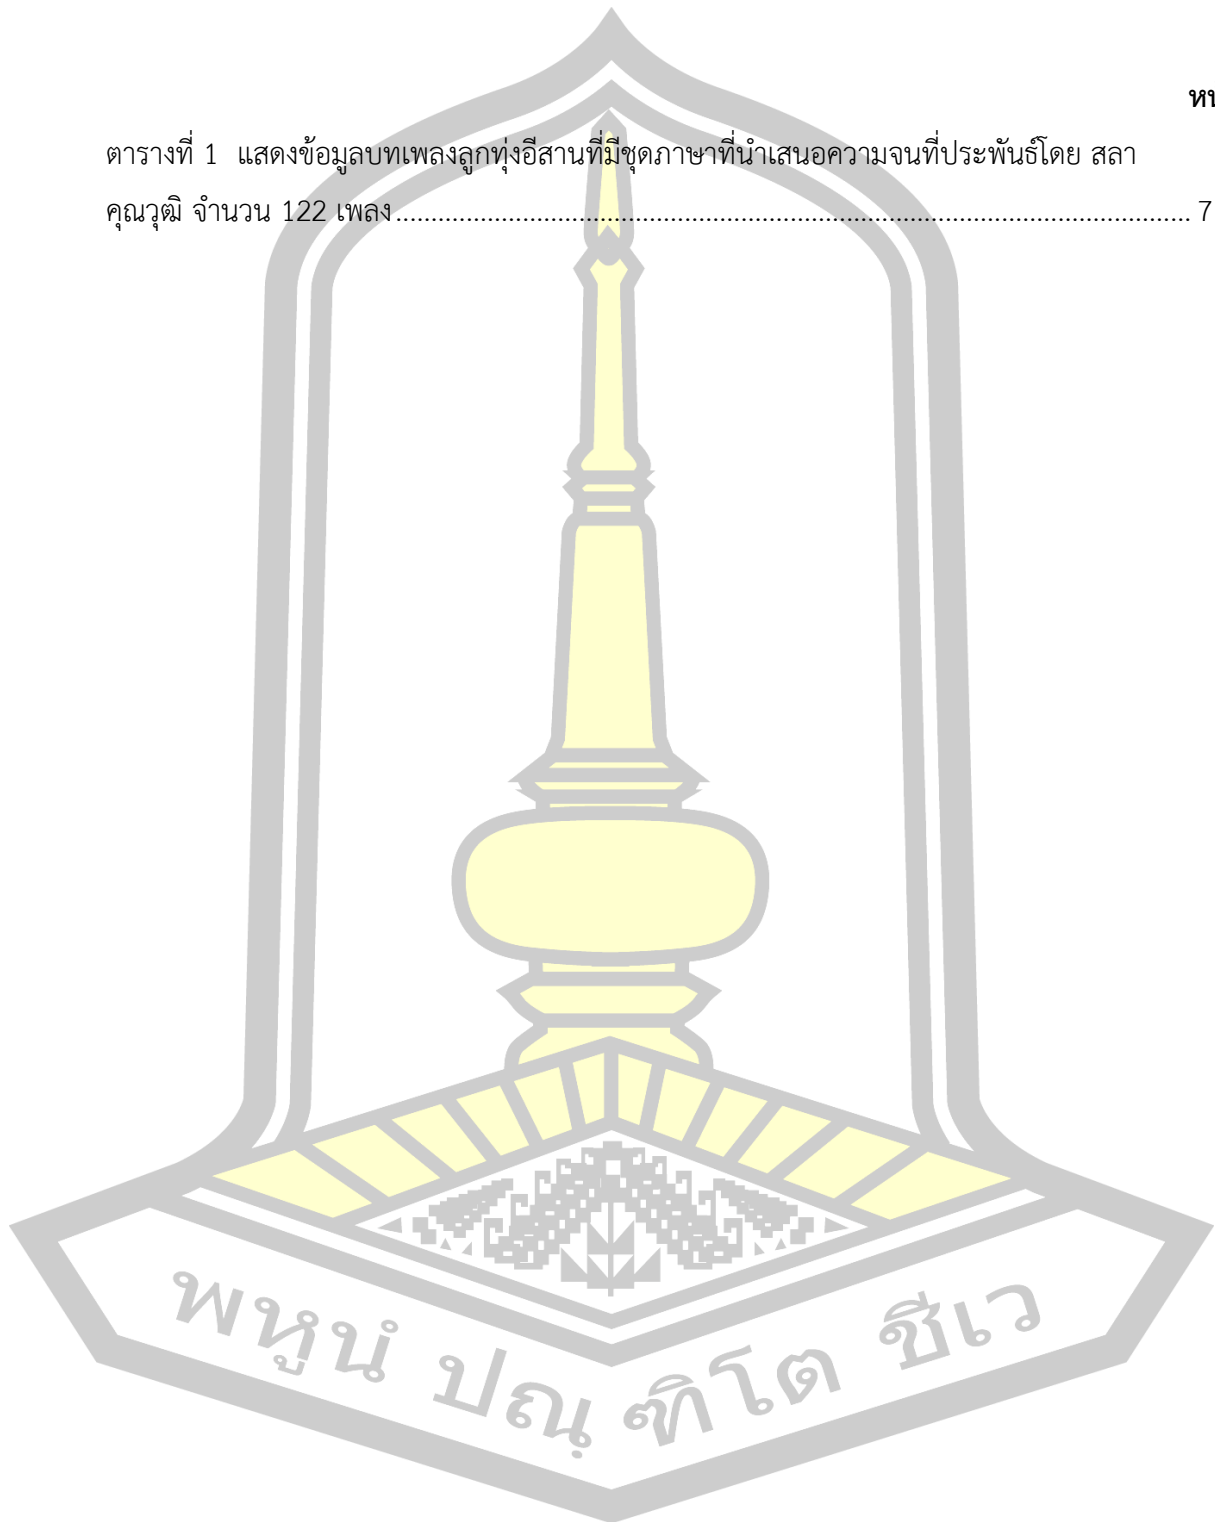 ตารางที่ 1 แสดงข้อมูลบทเพลงลูกทุ่งอีสานที่มีชุดภาษาที่นำเสนอความจนที่ประพันธ์โดย สลา
คุณวุฒิ จำนวน 122 เพลง............................................................................................................... 7
พหูนํ ปณฺฑิโต ชีเว